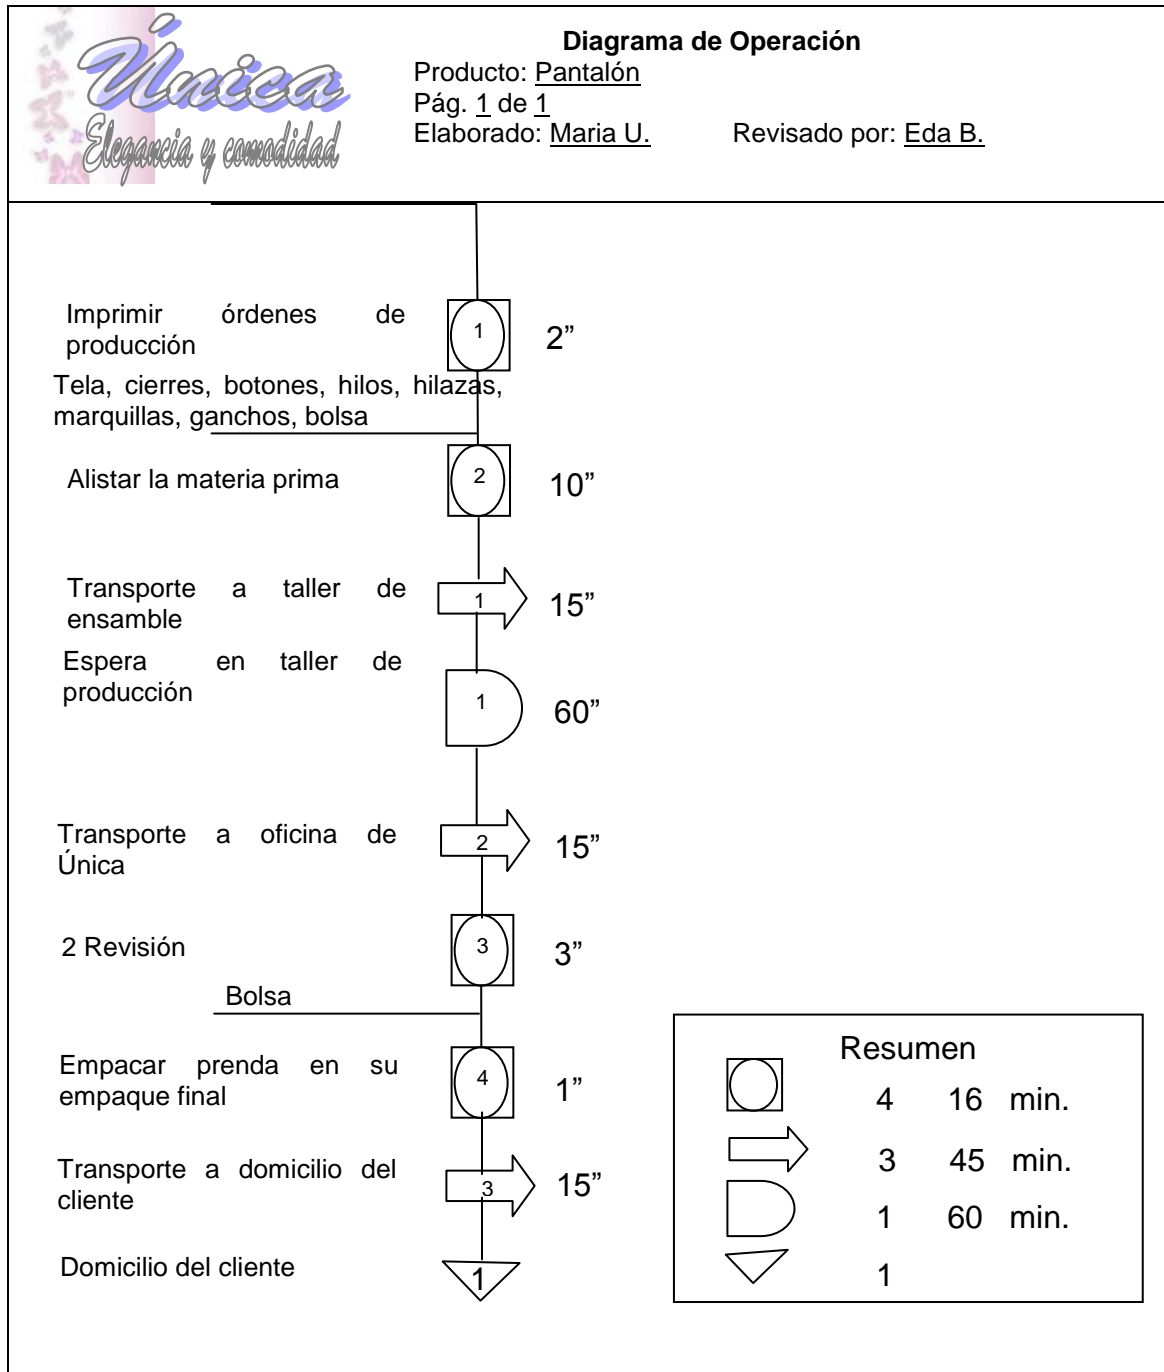 Única
Elegancia y comodidad
Diagrama de Operación
Producto: Pantalón
Pág. 1 de 1
Elaborado: Maria U. Revisado por: Eda B.
Imprimir órdenes de
producción
1
2”
Tela, cierres, botones, hilos, hilazas,
marquillas, ganchos, bolsa
Alistar la materia prima
2
10”
Transporte a taller de
ensamble
1
15”
Espera en taller de
producción
1
60”
Transporte a oficina de
Única
2
15”
2 Revisión
3
3”
Bolsa
Empacar prenda en su
empaque final
4
1”
Transporte a domicilio del
cliente
3
15”
Domicilio del cliente
1
Resumen
4 16 min.
3 45 min.
1 60 min.
1